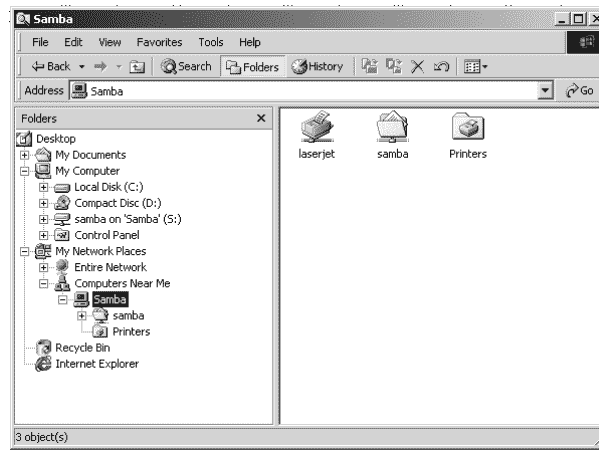 Samba
File Edit View Favorites Tools Help
Back Search Folders History
Address Samba Go
Folders
Desktop
My Documents
My Computer
Local Disk (C:)
Compact Disc (D:)
samba on 'Samba' (S:)
Control Panel
My Network Places
Entire Network
Computers Near Me
Samba
samba
Printers
Recycle Bin
Internet Explorer
laserjet samba Printers
3 object(s)